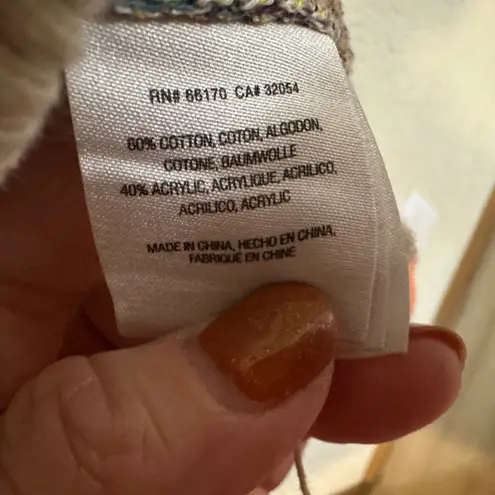 RN# 66170 CA# 32054
60% COTTON, COTON, ALGODON,
COTONE, BAUMWOLLE
40% ACRYLIC, ACRYLIQUE, ACRILICO,
ACRILICO, ACRYLIC
MADE IN CHINA, HECHO EN CHINA,
FABRIQUE EN CHINE